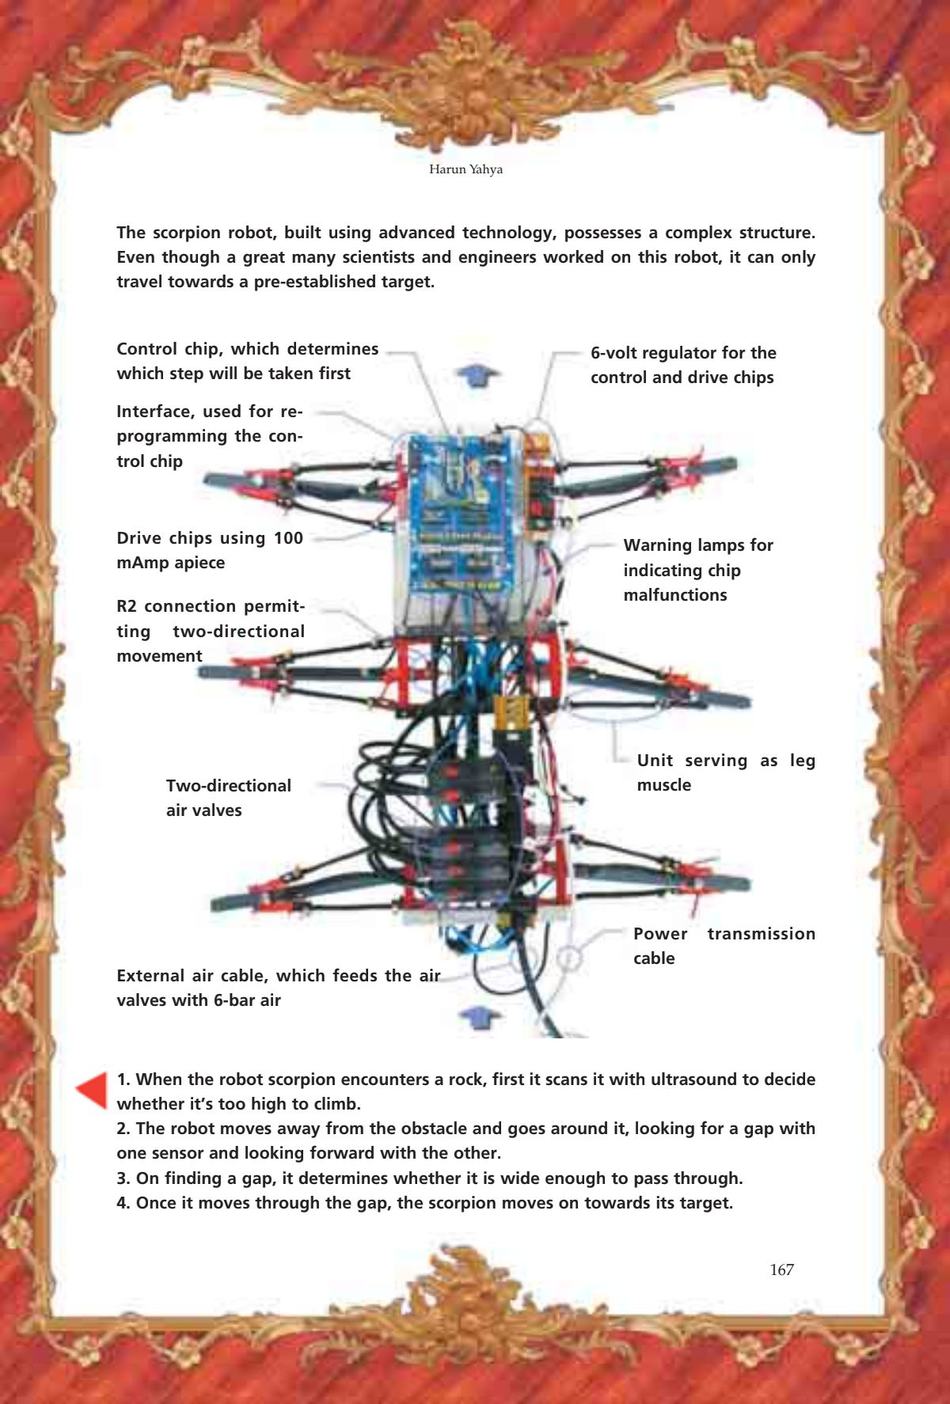 Harun Yahya
The scorpion robot, built using advanced technology, possesses a complex structure.
Even though a great many scientists and engineers worked on this robot, it can only
travel towards a pre-established target.
Control chip, which determines
which step will be taken first
6-volt regulator for the
control and drive chips
Interface, used for re-
programming the con-
trol chip
Drive chips using 100
mAmp apiece
Warning lamps for
indicating chip
malfunctions
R2 connection permit-
ting two-directional
movement
Unit serving as leg
muscle
Two-directional
air valves
Power transmission
cable
External air cable, which feeds the air
valves with 6-bar air
1. When the robot scorpion encounters a rock, first it scans it with ultrasound to decide
whether it’s too high to climb.
2. The robot moves away from the obstacle and goes around it, looking for a gap with
one sensor and looking forward with the other.
3. On finding a gap, it determines whether it is wide enough to pass through.
4. Once it moves through the gap, the scorpion moves on towards its target.
167